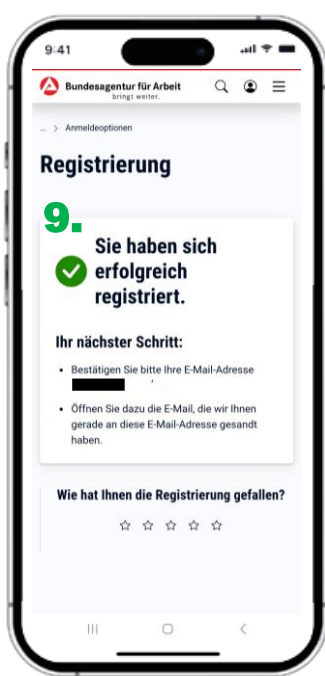 9:41
Bundesagentur für Arbeit
bringt weiter.
... > Anmeldeoptionen
Registrierung
9.
Sie haben sich
erfolgreich
registriert.
Ihr nächster Schritt:
• Bestätigen Sie bitte Ihre E-Mail-Adresse
• Öffnen Sie dazu die E-Mail, die wir Ihnen
gerade an diese E-Mail-Adresse gesandt
haben.
Wie hat Ihnen die Registrierung gefallen?